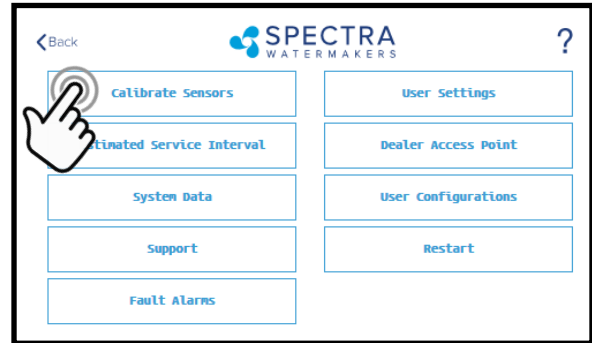 Back
SPECTRA
WATERMAKERS
?
Calibrate Sensors
User Settings
timated Service Interval
Dealer Access Point
System Data
User Configurations
Support
Restart
Fault Alarms